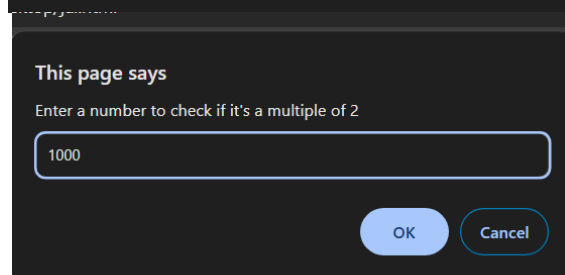 This page says
Enter a number to check if it's a multiple of 2
1000
OK Cancel